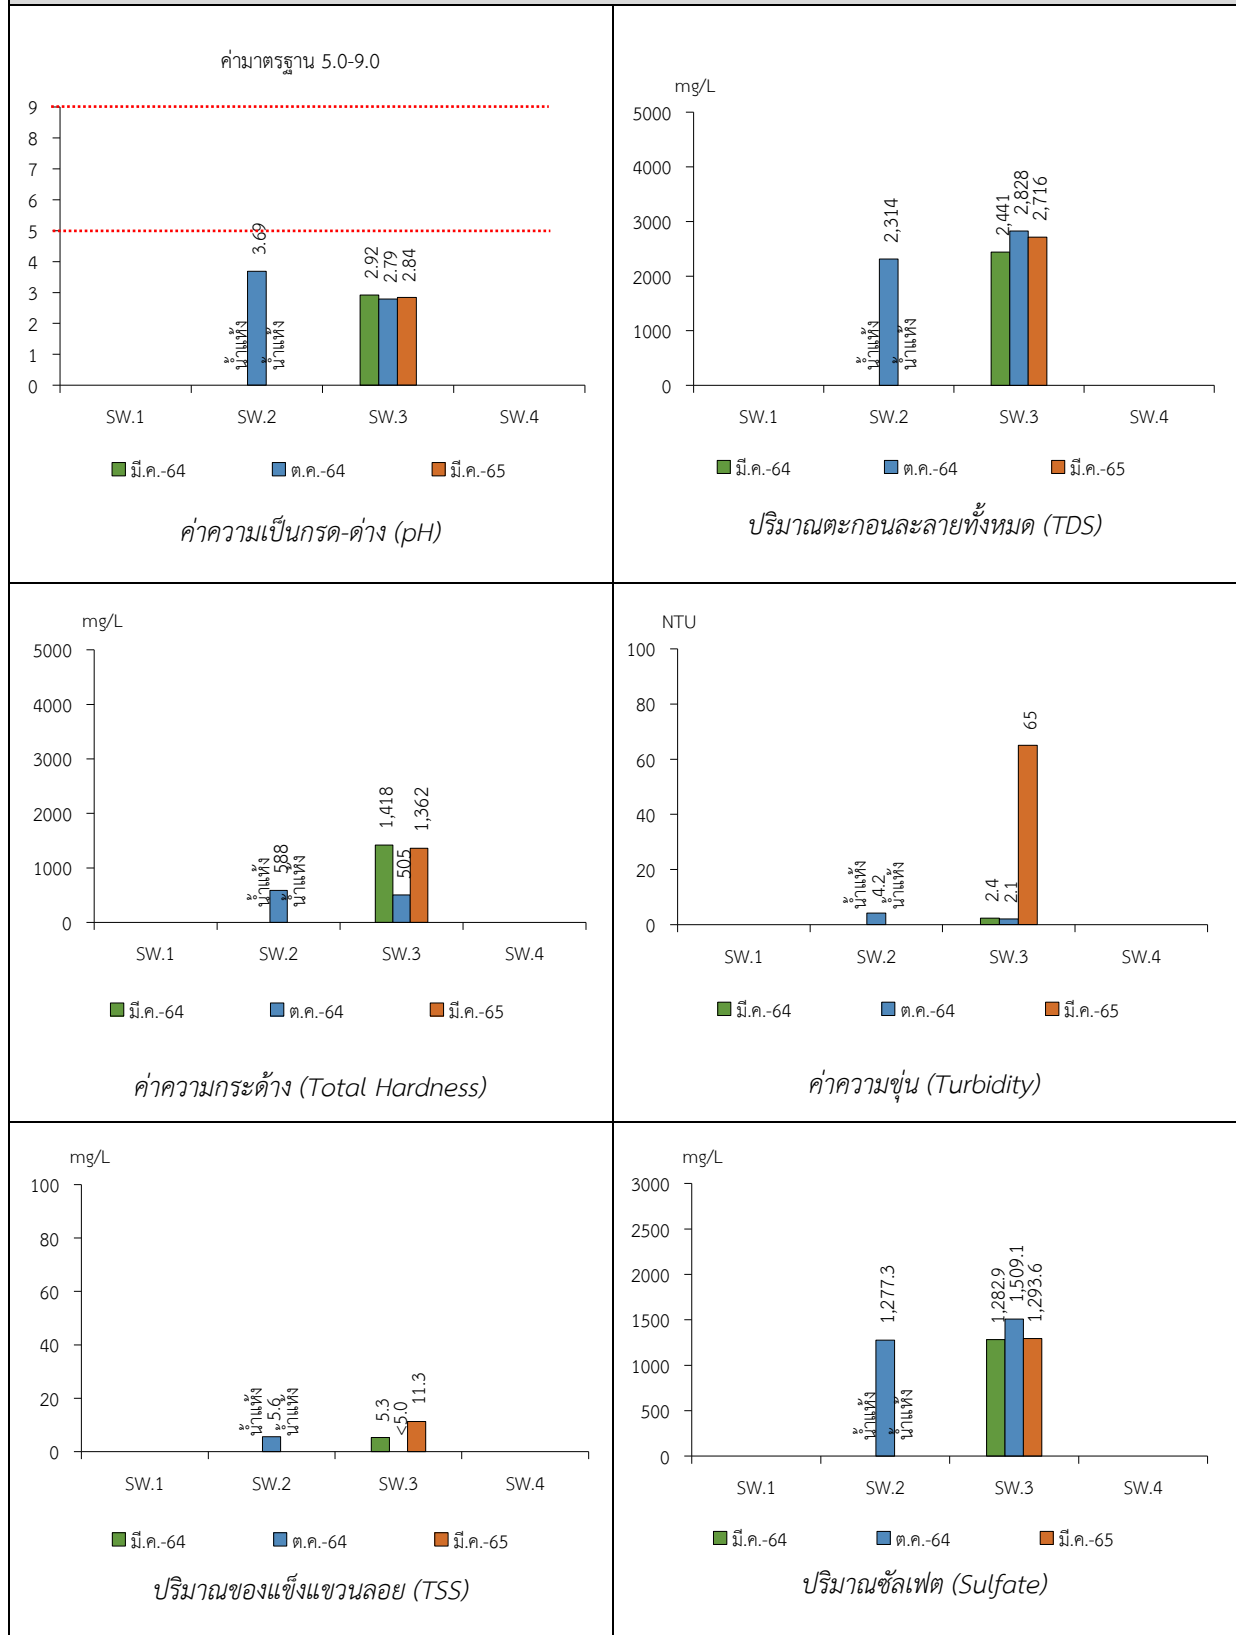 ค่ามาตรฐาน 5.0-9.0
9
8
7
6
5
4
3
2
1
0
น้ำแห้ง
3.69
น้ำแห้ง
2.92
2.79
2.84
SW.1 SW.2 SW.3 SW.4
มี.ค.-64 ต.ค.-64 มี.ค.-65
ค่าความเป็นกรด-ด่าง (pH)
mg/L
5000
4000
3000
2000
1000
0
น้ำแห้ง
2,314
น้ำแห้ง
2,441
2,828
2,716
SW.1 SW.2 SW.3 SW.4
มี.ค.-64 ต.ค.-64 มี.ค.-65
ปริมาณตะกอนละลายทั้งหมด (TDS)
mg/L
5000
4000
3000
2000
1000
0
น้ำแห้ง
588
น้ำแห้ง
1,418
505
1,362
SW.1 SW.2 SW.3 SW.4
มี.ค.-64 ต.ค.-64 มี.ค.-65
ค่าความกระด้าง (Total Hardness)
NTU
100
80
60
40
20
0
น้ำแห้ง
4.2
น้ำแห้ง
2.4
2.1
65
SW.1 SW.2 SW.3 SW.4
มี.ค.-64 ต.ค.-64 มี.ค.-65
ค่าความขุ่น (Turbidity)
mg/L
100
80
60
40
20
0
น้ำแห้ง
5.6
น้ำแห้ง
5.3
<5.0
11.3
SW.1 SW.2 SW.3 SW.4
มี.ค.-64 ต.ค.-64 มี.ค.-65
ปริมาณของแข็งแขวนลอย (TSS)
mg/L
3000
2500
2000
1500
1000
500
0
น้ำแห้ง
1,277.3
น้ำแห้ง
1,282.9
1,509.1
1,293.6
SW.1 SW.2 SW.3 SW.4
มี.ค.-64 ต.ค.-64 มี.ค.-65
ปริมาณซัลเฟต (Sulfate)